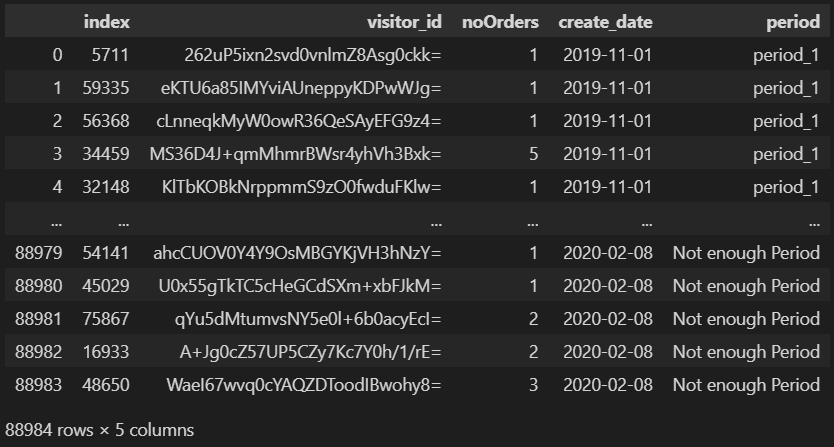 index visitor_id noOrders create_date period
0 5711 262uP5ixn2svd0vnlmZ8Asg0ckk= 1 2019-11-01 period_1
1 59335 eKTU6a85IMYviAUneppyKDPwWJg= 1 2019-11-01 period_1
2 56368 cLnneqkMyW0owR36QeSAyEFG9z4= 1 2019-11-01 period_1
3 34459 MS36D4J+qmMhmrBWsr4yhVh3Bxk= 5 2019-11-01 period_1
4 32148 KlTbKOBkNrppmmS9zO0fwduFKlw= 1 2019-11-01 period_1
... ... ... ... ... ...
88979 54141 ahcCUOV0Y4Y9OsMBGYKjVH3hNzY= 1 2020-02-08 Not enough Period
88980 45029 U0x55gTkTC5cHeGCdSXm+xbFJkM= 1 2020-02-08 Not enough Period
88981 75867 qYu5dMtumvsNY5e0l+6b0acyEcI= 2 2020-02-08 Not enough Period
88982 16933 A+Jg0cZ57UP5CZy7Kc7Y0h/1/rE= 2 2020-02-08 Not enough Period
88983 48650 WaeI67wvq0cYAQZDToodIBwohy8= 3 2020-02-08 Not enough Period
88984 rows × 5 columns